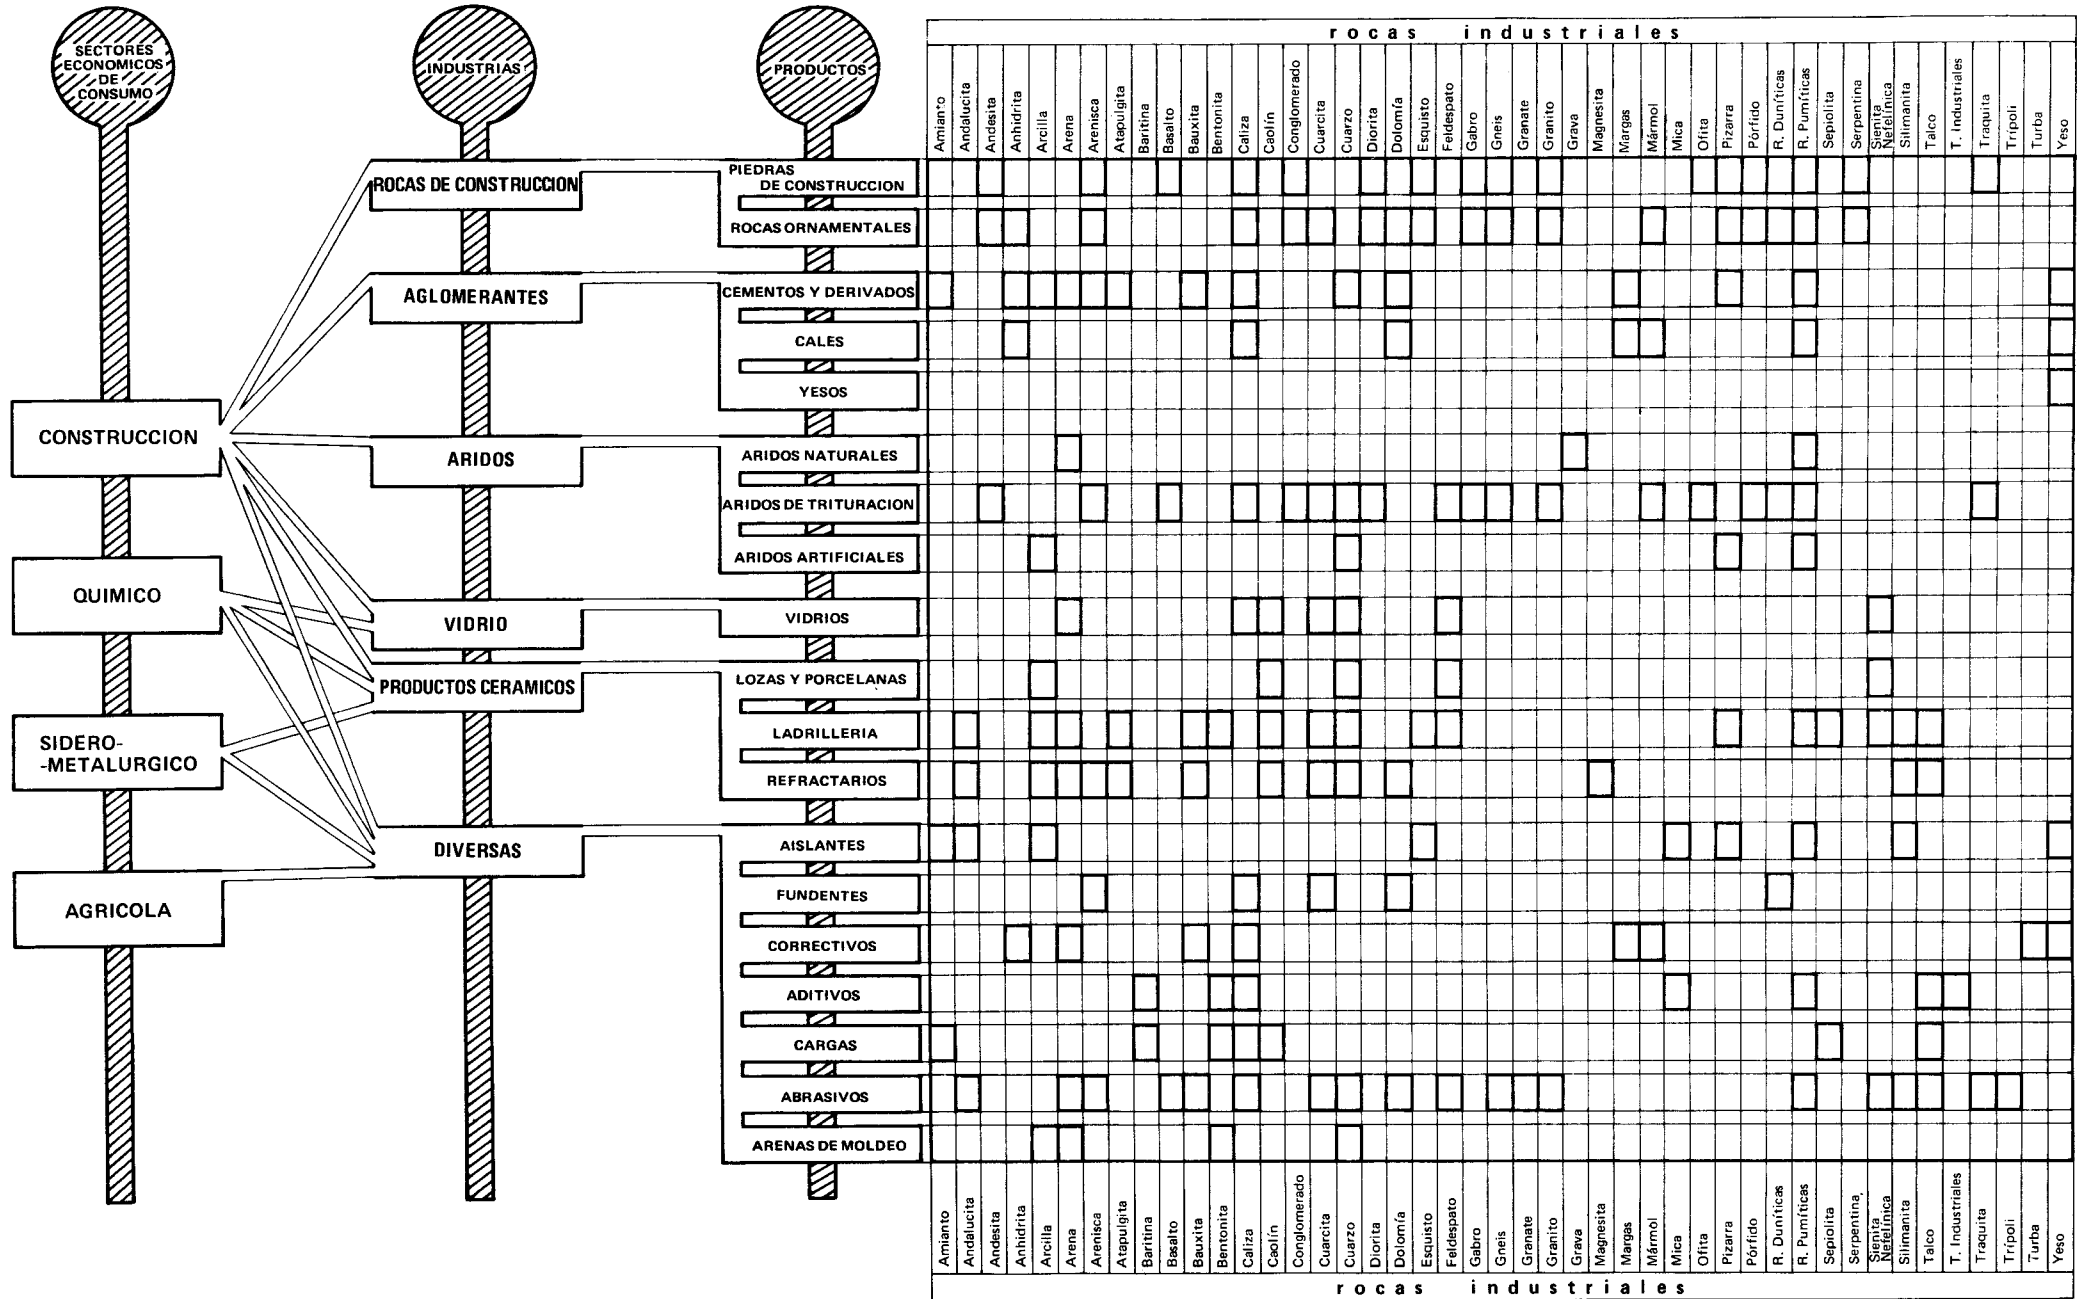 SECTORES
ECONOMICOS
DE
CONSUMO
INDUSTRIAS
PRODUCTOS
rocas industriales
Amianto
Andalucita
Andesita
Anhidrita
Arcilla
Arena
Arenisca
Atapulgita
Baritina
Basalto
Bauxita
Bentonita
Caliza
Caolín
Conglomerado
Cuarcita
Cuarzo
Diorita
Dolomía
Esquisto
Feldespato
Gabro
Gneis
Granate
Granito
Grava
Magnesita
Margas
Mármol
Mica
Ofita
Pizarra
Pórfido
R. Duníticas
R. Pumíticas
Sepiolita
Serpentina
Sienita
Nefelínica
Silimanita
Talco
T. Industriales
Traquita
Trípoli
Turba
Yeso
CONSTRUCCION
QUIMICO
SIDERO-
-METALURGICO
AGRICOLA
ROCAS DE CONSTRUCCION
AGLOMERANTES
ARIDOS
VIDRIO
PRODUCTOS CERAMICOS
DIVERSAS
PIEDRAS
DE CONSTRUCCION
ROCAS ORNAMENTALES
CEMENTOS Y DERIVADOS
CALES
YESOS
ARIDOS NATURALES
ARIDOS DE TRITURACION
ARIDOS ARTIFICIALES
VIDRIOS
LOZAS Y PORCELANAS
LADRILLERIA
REFRACTARIOS
AISLANTES
FUNDENTES
CORRECTIVOS
ADITIVOS
CARGAS
ABRASIVOS
ARENAS DE MOLDEO
Amianto
Andalucita
Andesita
Anhidrita
Arcilla
Arena
Arenisca
Atapulgita
Baritina
Basalto
Bauxita
Bentonita
Caliza
Caolín
Conglomerado
Cuarcita
Cuarzo
Diorita
Dolomía
Esquisto
Feldespato
Gabro
Gneis
Granate
Granito
Grava
Magnesita
Margas
Mármol
Mica
Ofita
Pizarra
Pórfido
R. Duníticas
R. Pumíticas
Sepiolita
Serpentina
Sienita
Nefelínica
Silimanita
Talco
T. Industriales
Traquita
Trípoli
Turba
Yeso
rocas industriales